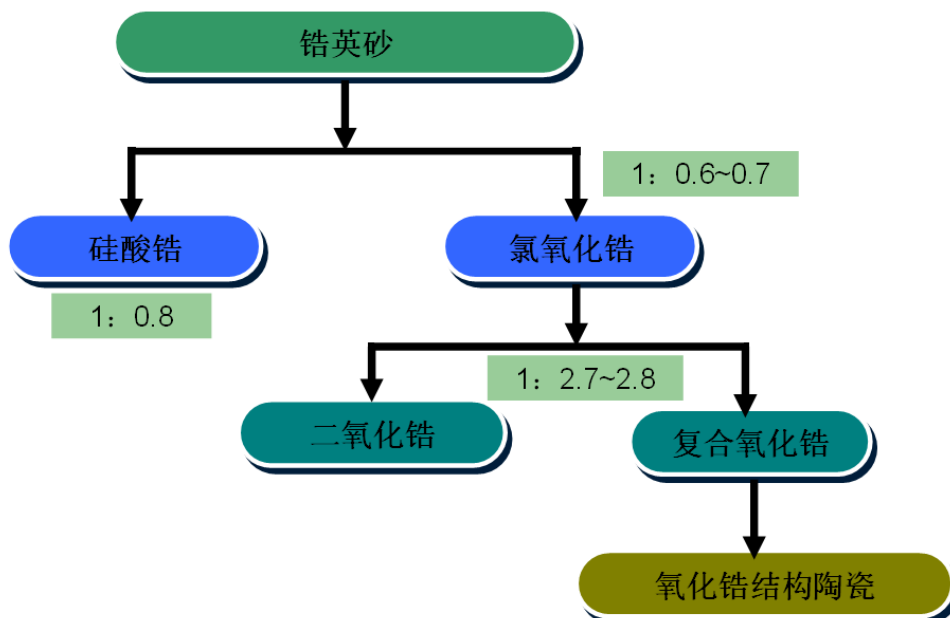 锆英砂
1：0.6~0.7
硅酸锆
氯氧化锆
1：0.8
1：2.7~2.8
二氧化锆
复合氧化锆
氧化锆结构陶瓷